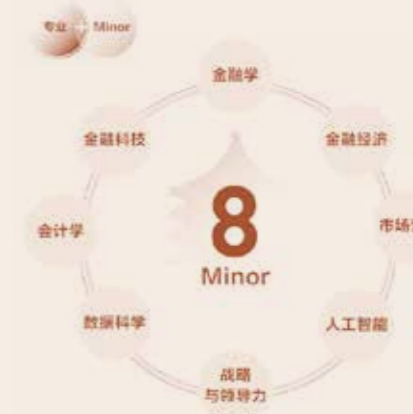 专业 + Minor
金融学
金融科技
金融经济
会计学
8
Minor
市场
数据科学
人工智能
战略
与领导力